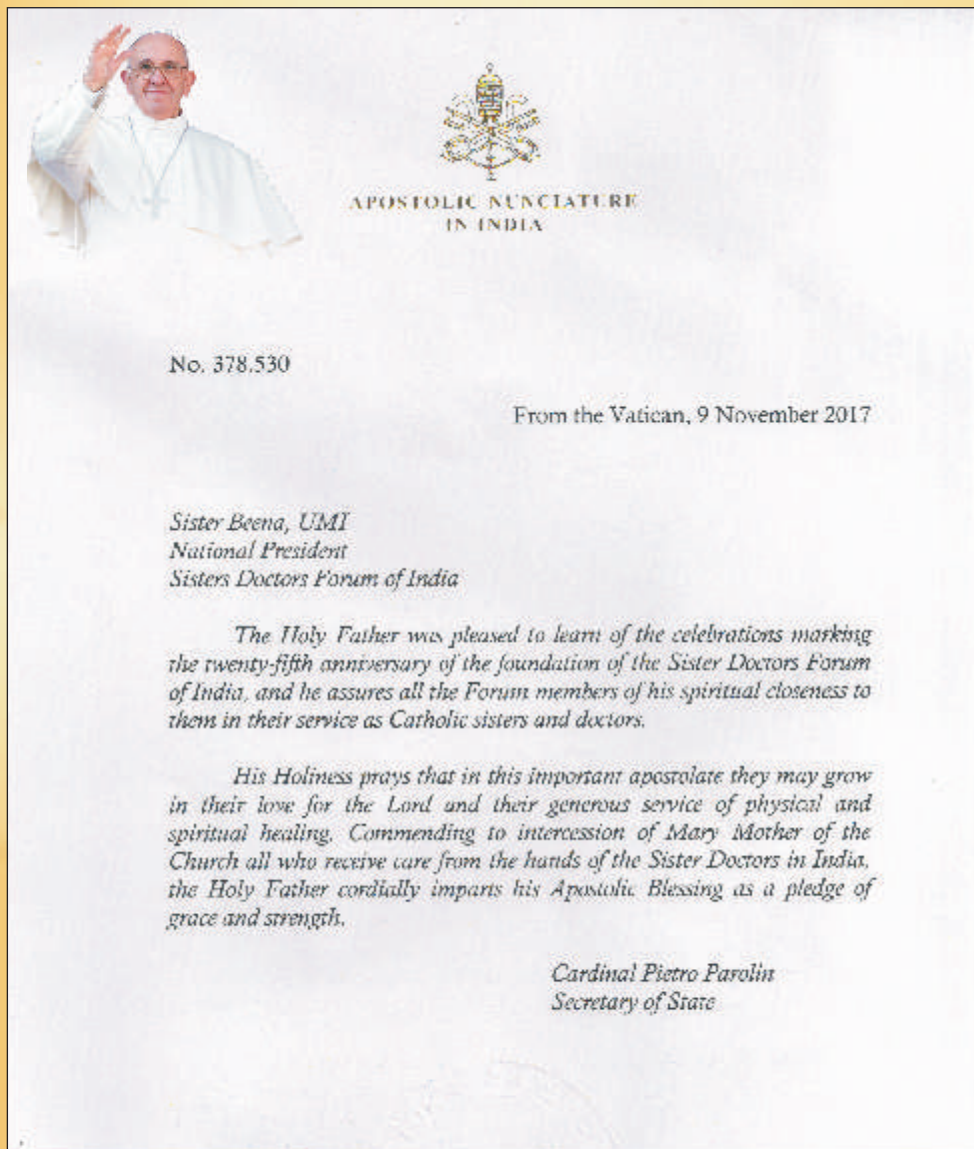 APOSTOLIC NUNCIATURE
IN INDIA
No. 378.530
From the Vatican, 9 November 2017
Sister Beena, UMI
National President
Sisters Doctors Forum of India
The Holy Father was pleased to learn of the celebrations marking
the twenty-fifth anniversary of the foundation of the Sister Doctors Forum
of India, and he assures all the Forum members of his spiritual closeness to
them in their service as Catholic sisters and doctors.
His Holiness prays that in this important apostolate they may grow
in their love for the Lord and their generous service of physical and
spiritual healing. Commending to intercession of Mary Mother of the
Church all who receive care from the hands of the Sister Doctors in India,
the Holy Father cordially imparts his Apostolic Blessing as a pledge of
grace and strength.
Cardinal Pietro Parolin
Secretary of State